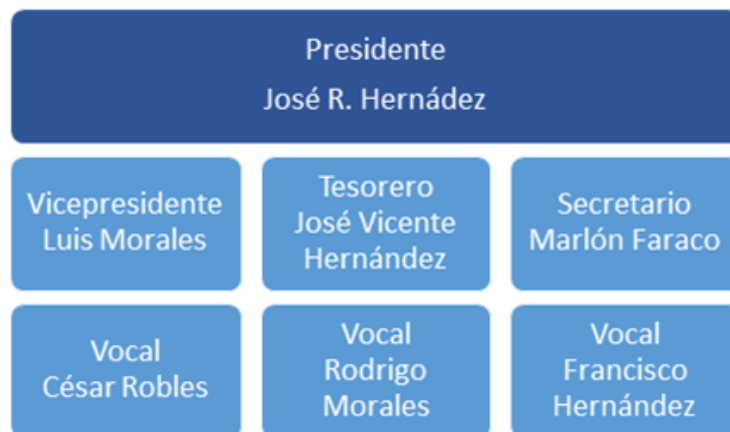 Presidente
José R. Hernádez
Vicepresidente
Luis Morales
Tesorero
José Vicente
Hernández
Secretario
Marlón Faraco
Vocal
César Robles
Vocal
Rodrigo
Morales
Vocal
Francisco
Hernández